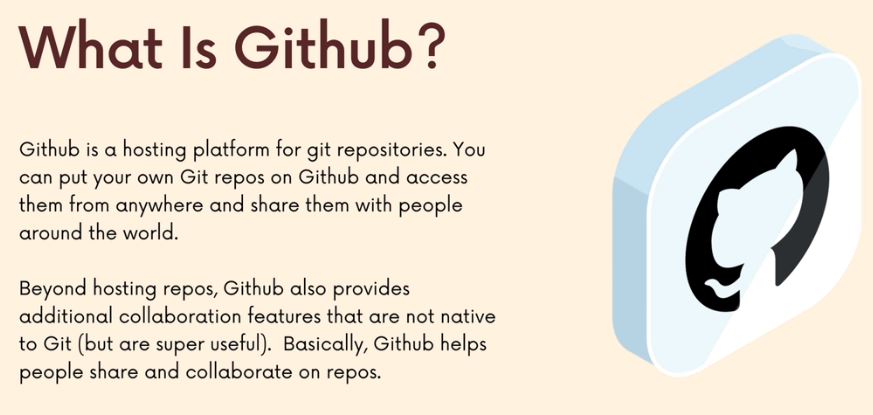 What Is Github?
Github is a hosting platform for git repositories. You
can put your own Git repos on Github and access
them from anywhere and share them with people
around the world.
Beyond hosting repos, Github also provides
additional collaboration features that are not native
to Git (but are super useful).  Basically, Github helps
people share and collaborate on repos.